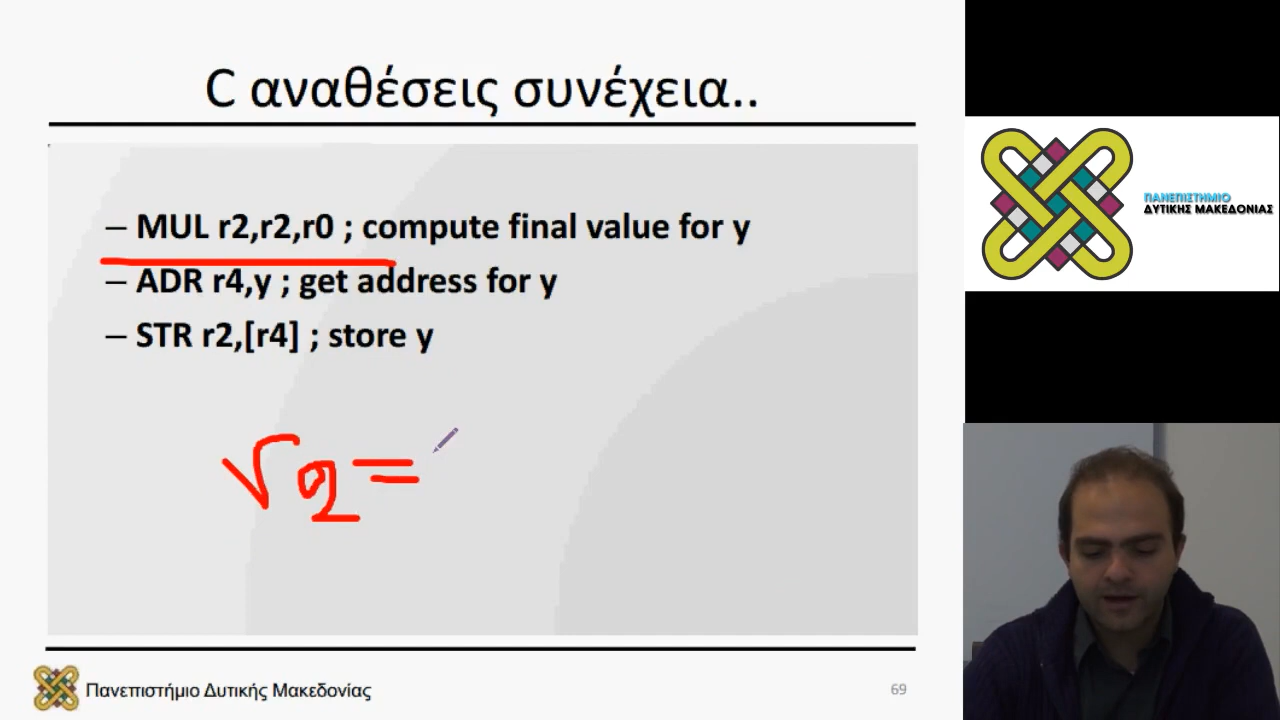 C αναθέσεις συνέχεια..
– MUL r2,r2,r0 ; compute final value for y
– ADR r4,y ; get address for y
– STR r2,[r4] ; store y
r2=
Πανεπιστήμιο Δυτικής Μακεδονίας
69
ΠΑΝΕΠΙΣΤΗΜΙΟ
ΔΥΤΙΚΗΣ ΜΑΚΕΔΟΝΙΑΣ